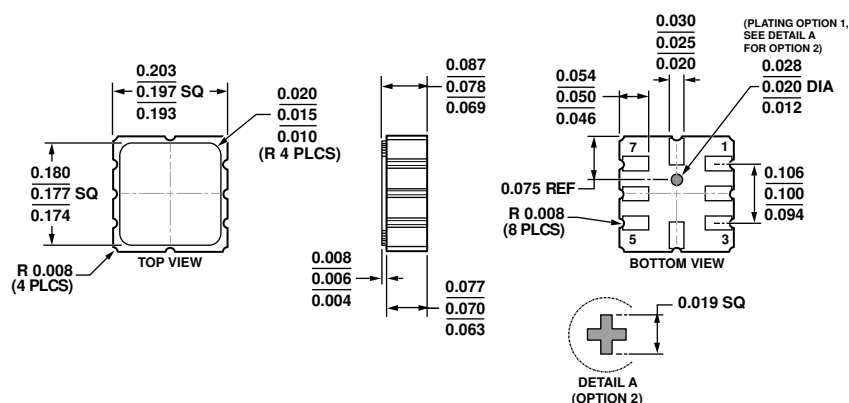 0.203
0.197 SQ
0.193
0.020
0.015
0.010
(R 4 PLCS)
0.180
0.177 SQ
0.174
R 0.008
(4 PLCS)
TOP VIEW
0.087
0.078
0.069
0.008
0.006
0.004
0.077
0.070
0.063
0.030
0.025
0.020
(PLATING OPTION 1,
SEE DETAIL A
FOR OPTION 2)
0.054
0.050
0.046
0.028
0.020 DIA
0.012
7
1
0.075 REF
0.106
0.100
0.094
R 0.008
(8 PLCS)
5
3
BOTTOM VIEW
0.019 SQ
DETAIL A
(OPTION 2)